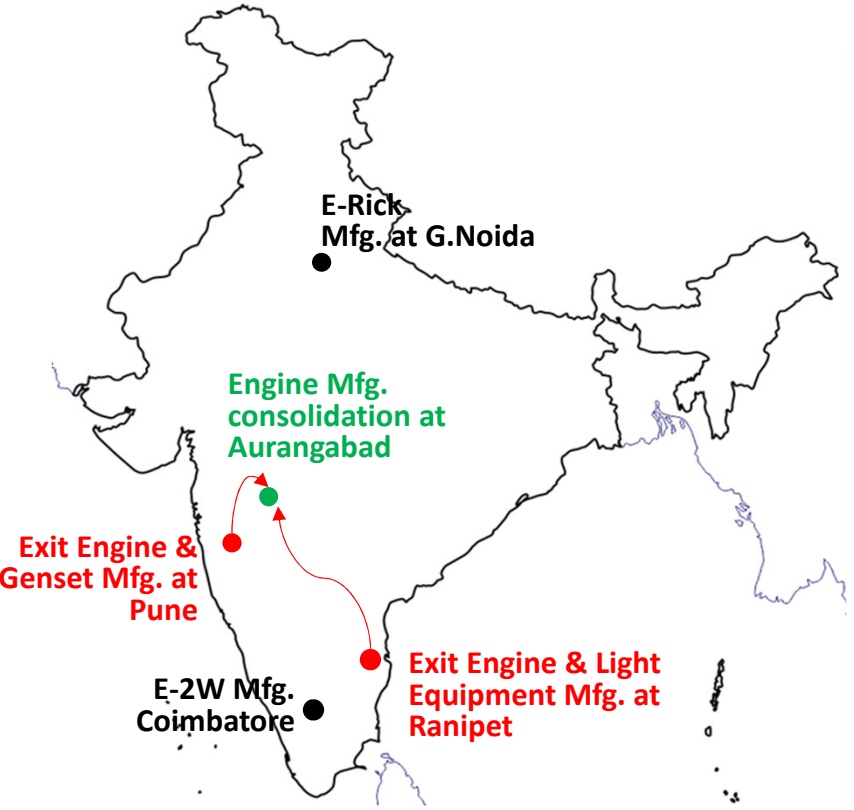 E-Rick
Mfg. at G.Noida
Engine Mfg.
consolidation at
Aurangabad
Exit Engine &
Genset Mfg. at
Pune
Exit Engine & Light
Equipment Mfg. at
Ranipet
E-2W Mfg.
Coimbatore